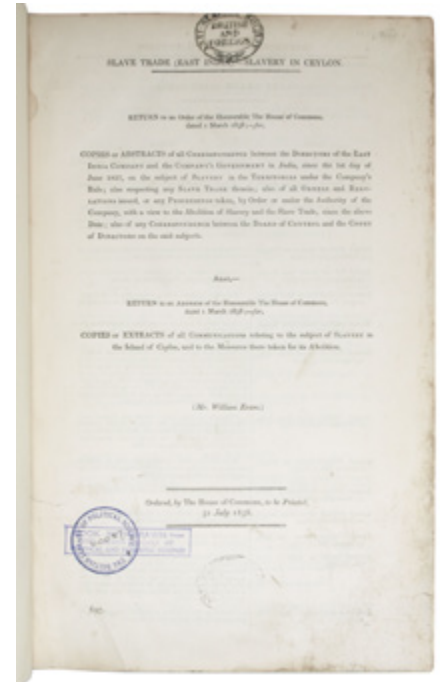 BRITISH
AND
FOREIGN
SLAVE TRADE (EAST SLAVERY IN CEYLON.
RETURN to an Order of the Honourable The House of Commons,
dated 1 March 1838;—for,
COPIES or ABSTRACTS of all CORRESPONDENCE between the DIRECTORS of the EAST
INDIA COMPANY and the COMPANY'S GOVERNMENT in India, since the 1st day of
June 1827, on the subject of SLAVERY in the TERRITORIES under the Company's
Rule; also respecting any SLAVE TRADE therein; also of all ORDERS and REGU-
LATIONS issued, or any PROCEEDINGS taken, by Order or under the Authority of the
Company, with a view to the Abolition of Slavery and the Slave Trade, since the above
Date; also of any CORRESPONDENCE between the BOARD of CONTROL and the COURT
of DIRECTORS on the said subjects.
ALSO,—
RETURN to an ADDRESS of the Honourable The House of Commons,
dated 1 March 1838;—for,
COPIES or EXTRACTS of all COMMUNICATIONS relating to the subject of SLAVERY in
the Island of Ceylon, and to the Measures there taken for its Abolition.
(Mr. William Evans.)
Ordered, by The House of Commons, to be Printed,
31 July 1838.
OF POLITICAL
697.